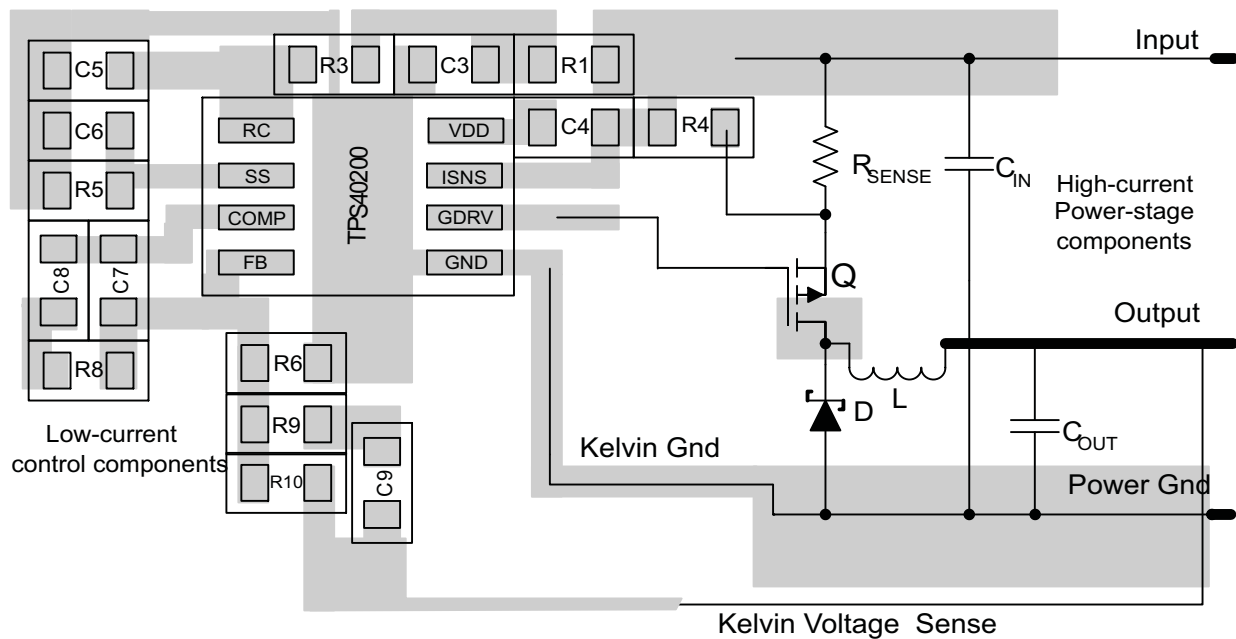 Input
C5
R3
C3
R1
C6
RC
VDD
C4
R4
R5
SS
ISNS
TPS40200
RSENSE
CIN
High-current
Power-stage
components
COMP
GDRV
C8
C7
FB
GND
Q
Output
R8
R6
L
D
R9
COUT
Low-current
control components
Kelvin Gnd
R10
C9
Power Gnd
Kelvin Voltage Sense